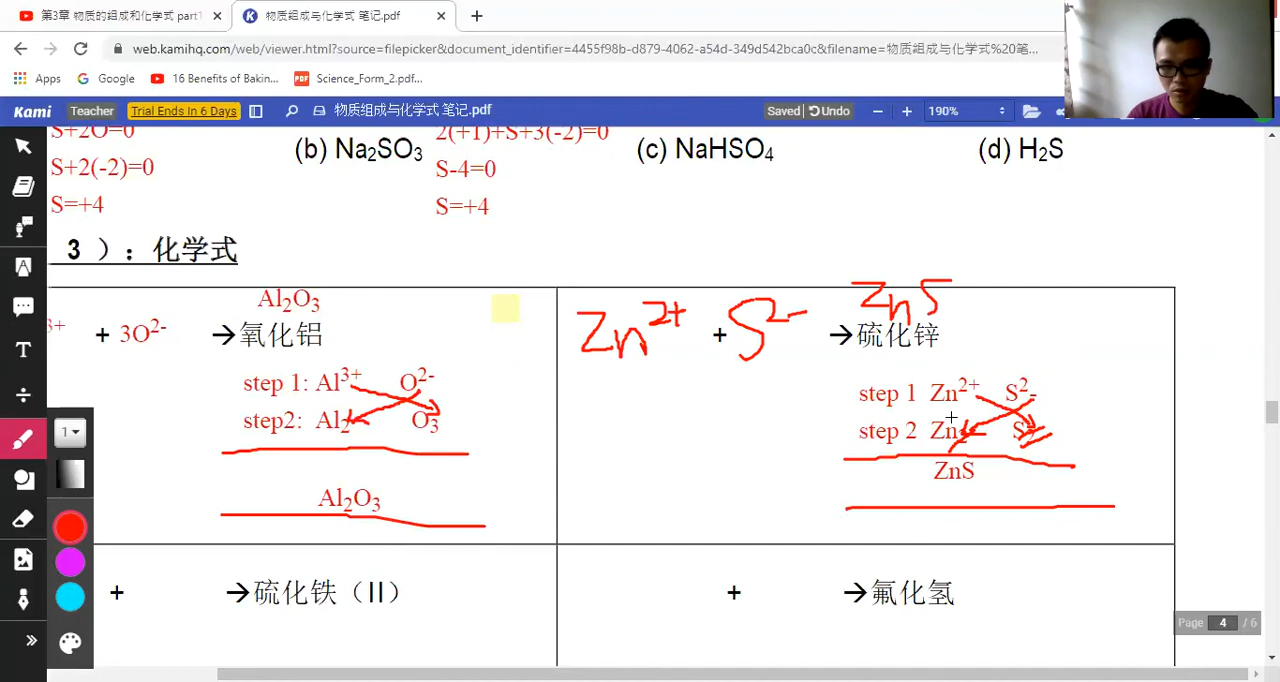 第3章 物质的组成和化学式 part1
物质组成与化学式 笔记.pdf
web.kamihq.com/web/viewer.html?source=filepicker&document_identifier=4455f98b-d879-4062-a54d-349d542bca0c&filename=物质组成与化学式%20笔...
Apps Google 16 Benefits of Bakin... Science_Form_2.pdf...
Kami Teacher Trial Ends In 6 Days 物质组成与化学式 笔记.pdf Saved Undo 190%
S+2O=0 2(+1)+S+3(-2)=0
(b) Na₂SO₃ (c) NaHSO₄ (d) H₂S
S+2(-2)=0 S-4=0
S=+4 S=+4
3 ）：化学式
Al₂O₃ ZnS
³⁺ + 3O²⁻ →氧化铝 Zn²⁺ + S²⁻ →硫化锌
step 1: Al³⁺ O²⁻ step 1 Zn²⁺ S²⁻
step2: Al₂ O₃ step 2 Zn₂ S₂
ZnS
Al₂O₃
+ →硫化铁（II） + →氟化氢
Page 4 / 6
1